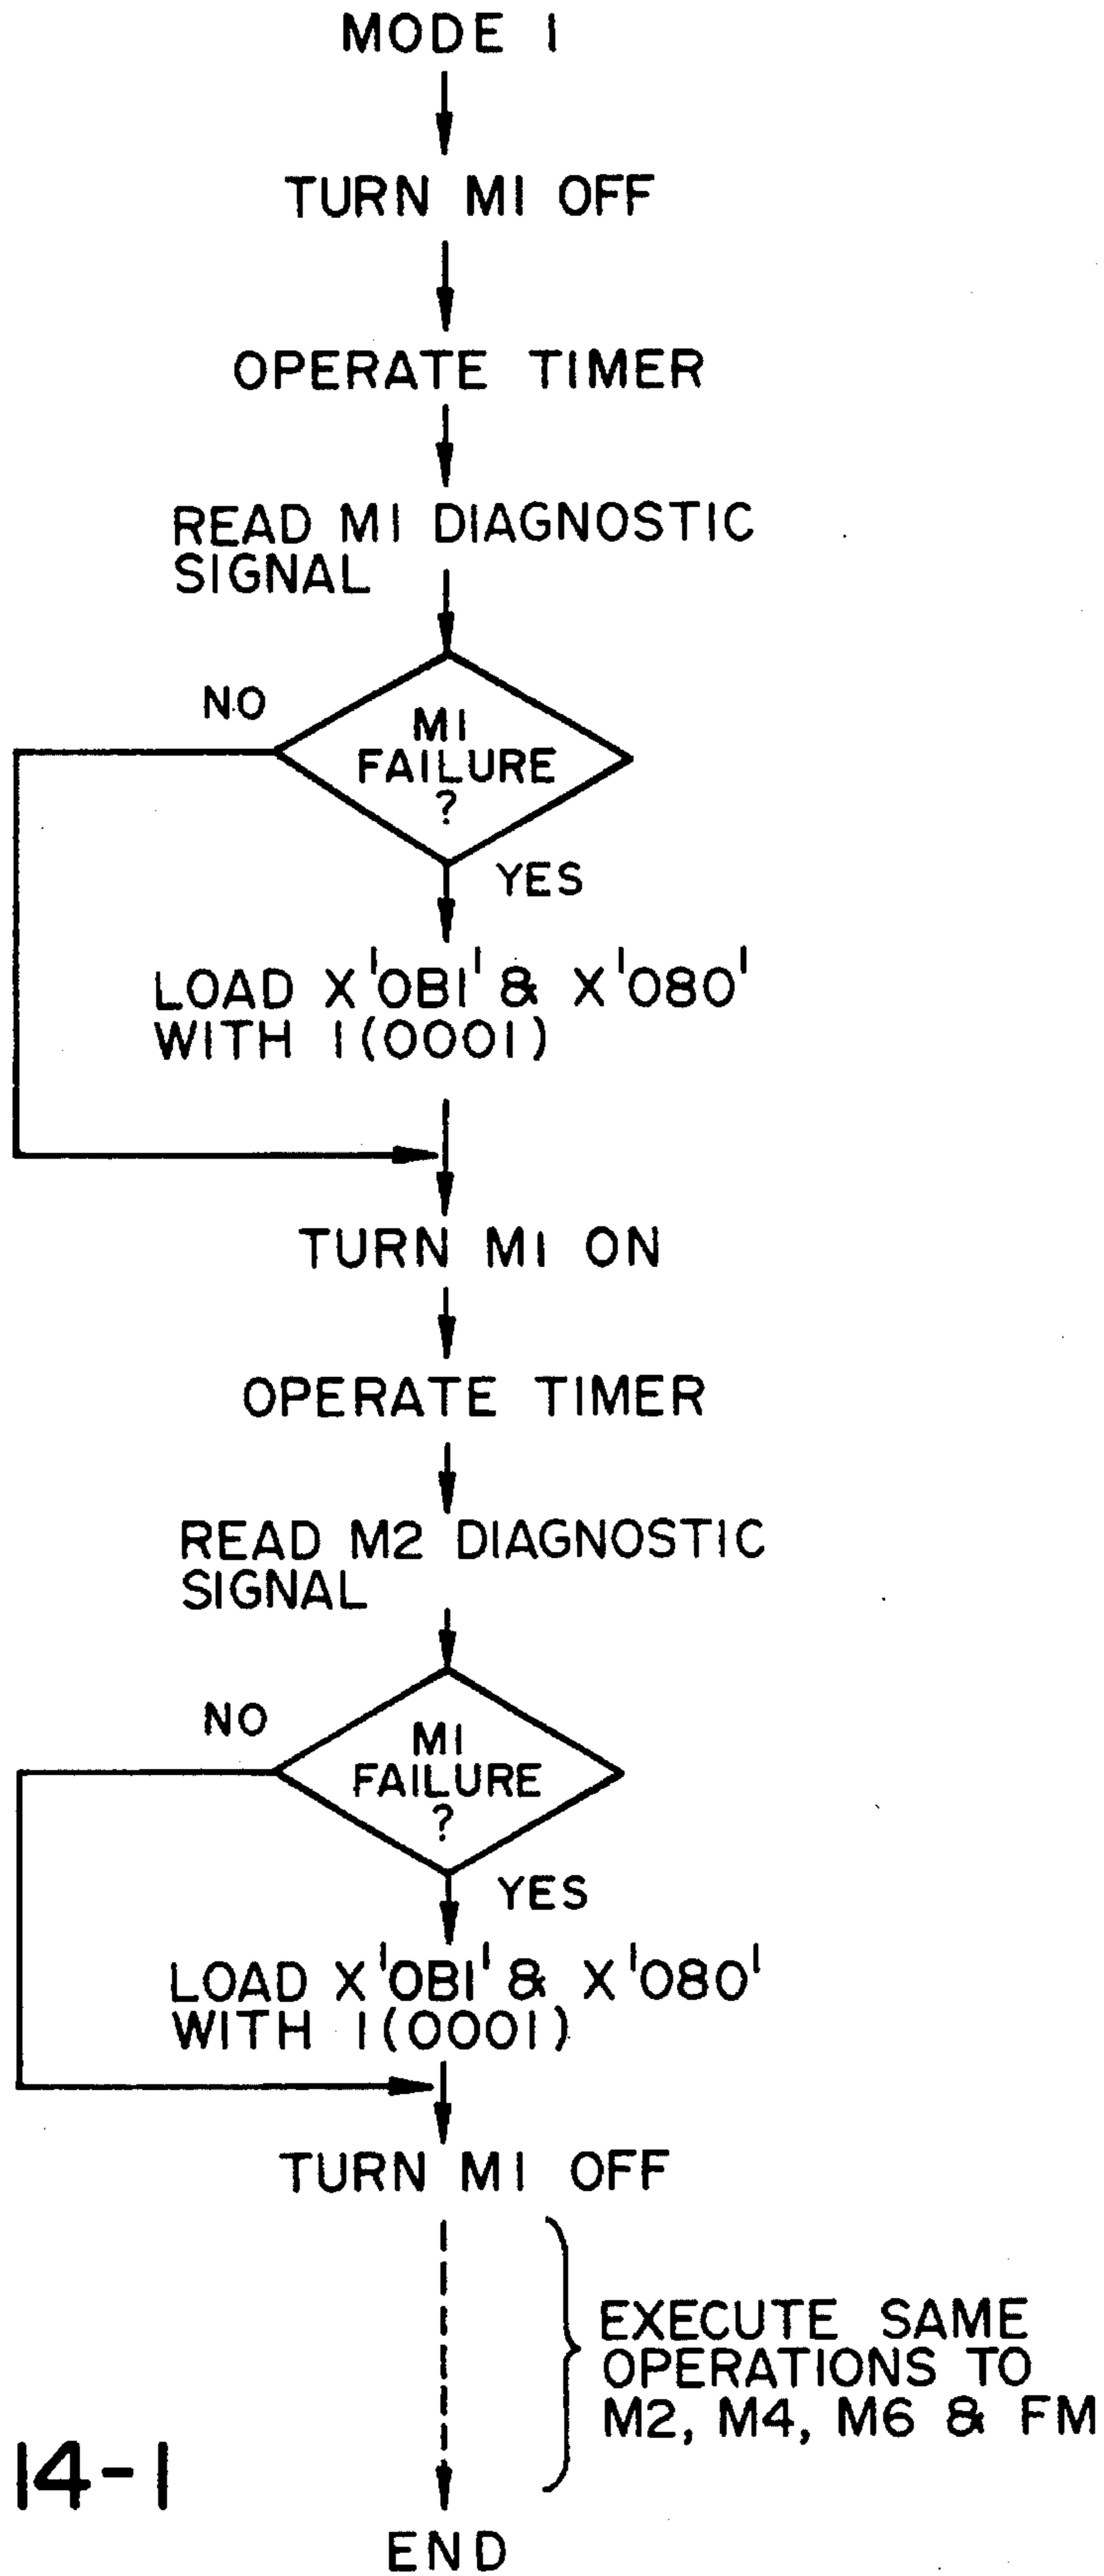 MODE 1
TURN M1 OFF
OPERATE TIMER
READ M1 DIAGNOSTIC
SIGNAL
NO
M1
FAILURE
?
YES
LOAD X'0B1' & X'080'
WITH 1(0001)
TURN M1 ON
OPERATE TIMER
READ M2 DIAGNOSTIC
SIGNAL
NO
M1
FAILURE
?
YES
LOAD X'0B1' & X'080'
WITH 1(0001)
TURN M1 OFF
EXECUTE SAME
OPERATIONS TO
M2, M4, M6 & FM
14-1
END